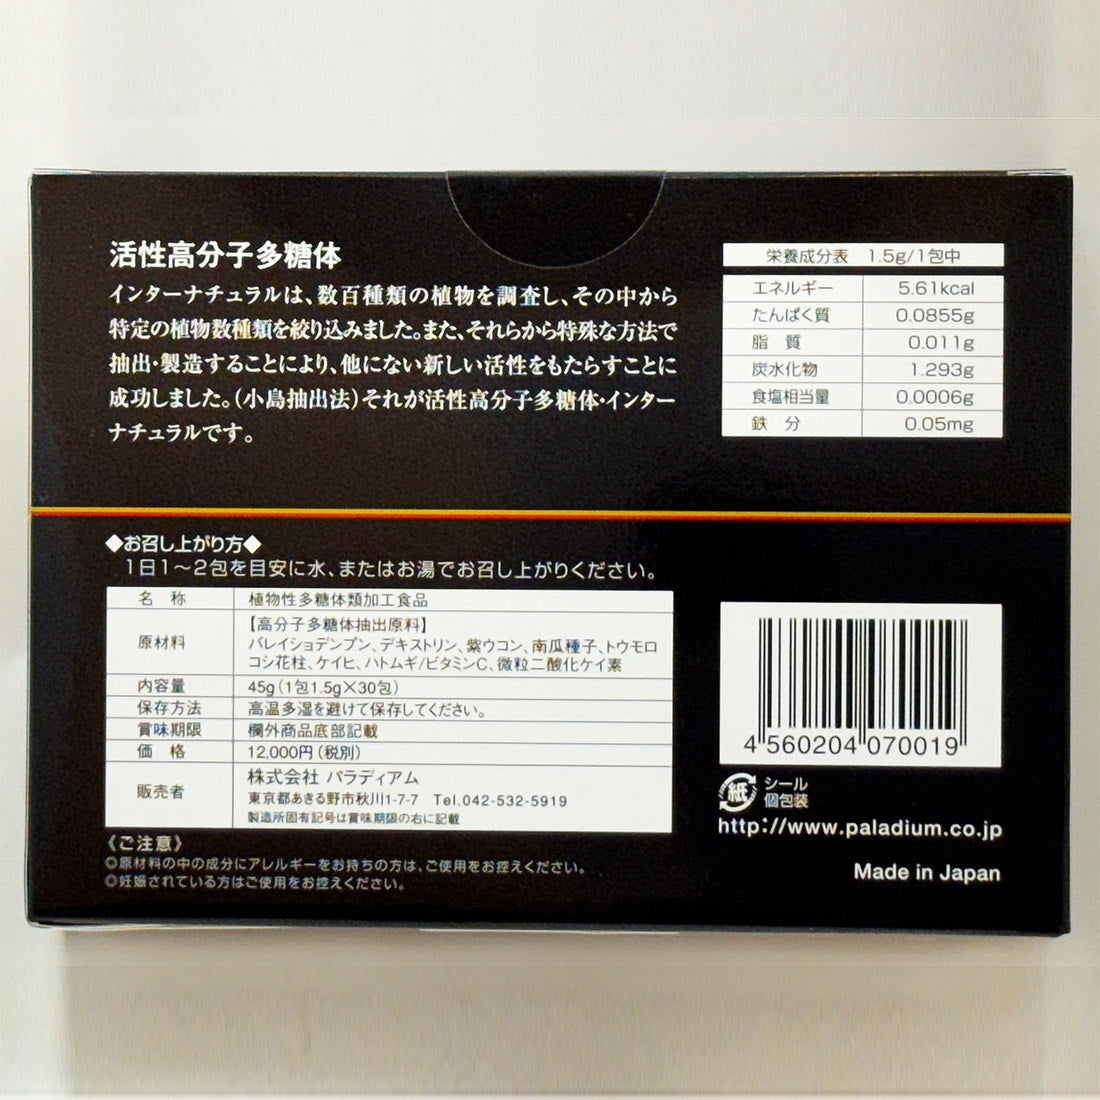 活性高分子多糖体
インターナチュラルは、数百種類の植物を調査し、その中から
特定の植物数種類を絞り込みました。また、それらから特殊な方法で
抽出・製造することにより、他にない新しい活性をもたらすことに
成功しました。(小島抽出法)それが活性高分子多糖体・インター
ナチュラルです。
栄養成分表 1.5g/1包中
エネルギー 5.61kcal
たんぱく質 0.0855g
脂 質 0.011g
炭水化物 1.293g
食塩相当量 0.0006g
鉄 分 0.05mg
◆お召し上がり方◆
1日1〜2包を目安に水、またはお湯でお召し上がりください。
名 称 植物性多糖体類加工食品
原材料 【高分子多糖体抽出原料】
バレイショデンプン、デキストリン、紫ウコン、南瓜種子、トウモロ
コシ花柱、ケイヒ、ハトムギ/ビタミンC、微粒二酸化ケイ素
内容量 45g(1包1.5g×30包)
保存方法 高温多湿を避けて保存してください。
賞味期限 欄外商品底部記載
価 格 12,000円(税別)
販売者 株式会社 パラディアム
東京都あきる野市秋川1-7-7 Tel.042-532-5919
製造所固有記号は賞味期限の右に記載
《ご注意》
◎原材料の中の成分にアレルギーをお持ちの方は、ご使用をお控えください。
◎妊娠されている方はご使用をお控えください。
4 560204 070019
紙 シール
個包装
http://www.paladium.co.jp
Made in Japan